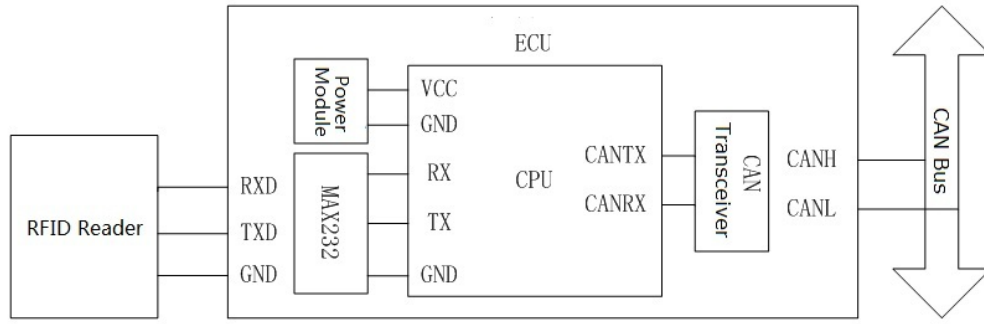 ECU
Power
Module
VCC
GND
RFID Reader
RXD
TXD
GND
MAX232
RX
TX
GND
CPU
CANTX
CANRX
CAN
Transceiver
CANH
CANL
CAN Bus